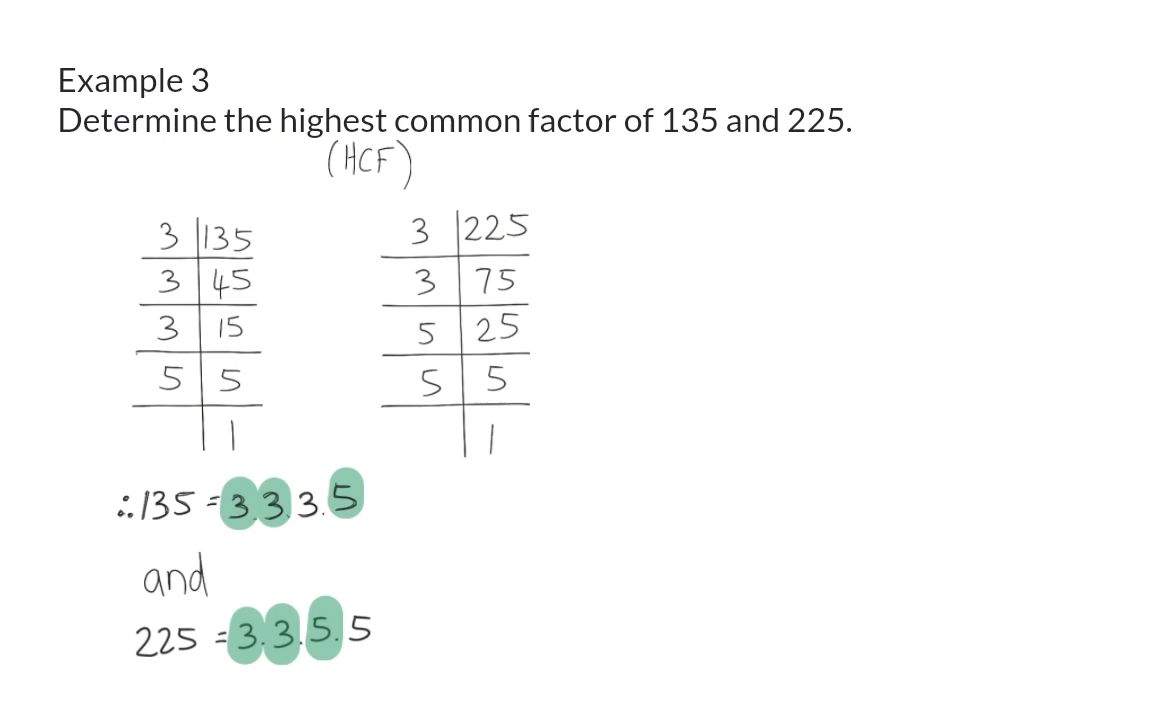 Example 3
Determine the highest common factor of 135 and 225.
(HCF)
3 | 135
3 | 45
3 | 15
5 | 5
1
3 | 225
3 | 75
5 | 25
5 | 5
1
∴ 135 = 3.3.3.5
and
225 = 3.3.5.5